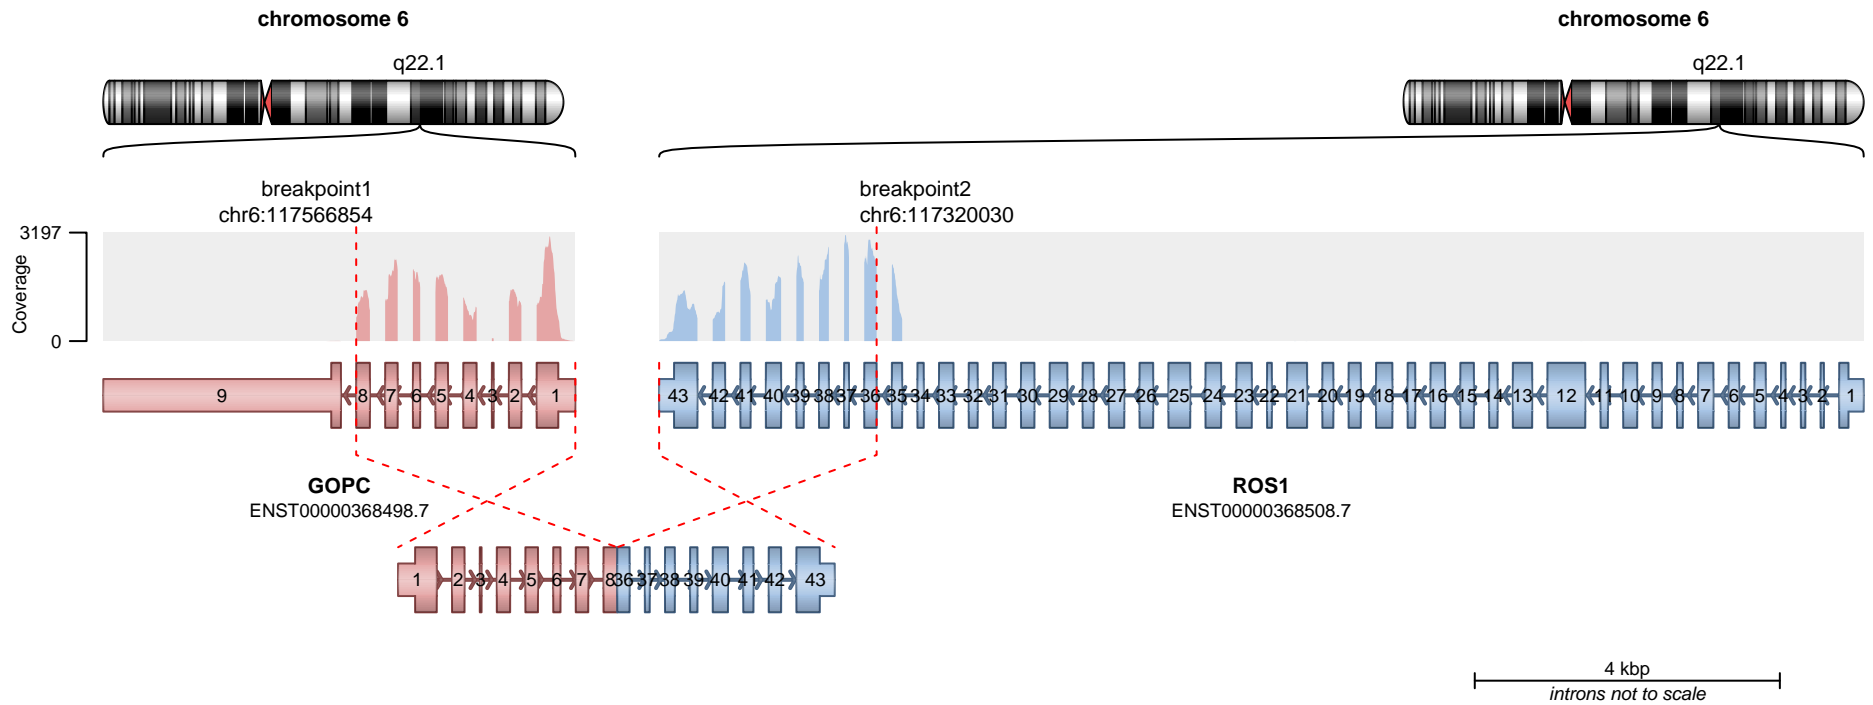 chromosome 6
chromosome 6
q22.1
q22.1
breakpoint1
chr6:117566854
breakpoint2
chr6:117320030
3197
Coverage
0
9 8 7 6 5 4 3 2 1
43 42 41 40 39 38 37 36 35 34 33 32 31 30 29 28 27 26 25 24 23 22 21 20 19 18 17 16 15 14 13 12 11 10 9 8 7 6 5 4 3 2 1
GOPC
ENST00000368498.7
ROS1
ENST00000368508.7
1 2 3 4 5 6 7 8 36 37 38 39 40 41 42 43
4 kbp
introns not to scale